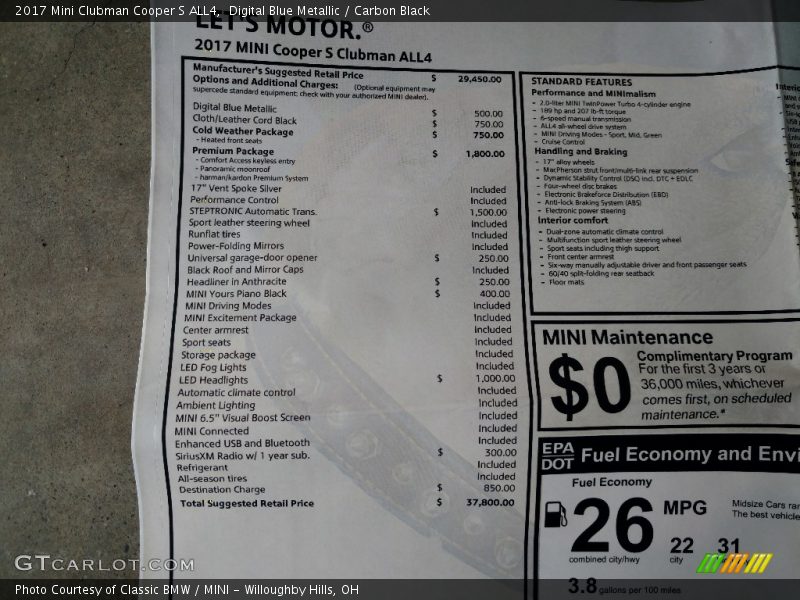 2017 Mini Clubman Cooper S ALL4, - Digital Blue Metallic / Carbon Black
LET'S MOTOR.®
2017 MINI Cooper S Clubman ALL4
Manufacturer's Suggested Retail Price $ 29,450.00
Options and Additional Charges: (Optional equipment may
supercede standard equipment; check with your authorized MINI dealer).
Digital Blue Metallic $ 500.00
Cloth/Leather Cord Black $ 750.00
Cold Weather Package $ 750.00
- Heated front seats
Premium Package $ 1,800.00
- Comfort Access keyless entry
- Panoramic moonroof
- harman/kardon Premium System
17" Vent Spoke Silver Included
Performance Control Included
STEPTRONIC Automatic Trans. $ 1,500.00
Sport leather steering wheel Included
Runflat tires Included
Power-Folding Mirrors Included
Universal garage-door opener $ 250.00
Black Roof and Mirror Caps Included
Headliner in Anthracite $ 250.00
MINI Yours Piano Black $ 400.00
MINI Driving Modes Included
MINI Excitement Package Included
Center armrest Included
Sport seats Included
Storage package Included
LED Fog Lights Included
LED Headlights $ 1,000.00
Automatic climate control Included
Ambient Lighting Included
MINI 6.5" Visual Boost Screen Included
MINI Connected Included
Enhanced USB and Bluetooth Included
SiriusXM Radio w/ 1 year sub. $ 300.00
Refrigerant Included
All-season tires Included
Destination Charge $ 850.00
Total Suggested Retail Price $ 37,800.00
STANDARD FEATURES
Performance and MINImalism
- 2.0-liter MINI TwinPower Turbo 4-cylinder engine
- 189 hp and 207 lb-ft torque
- 6-speed manual transmission
- ALL4 all-wheel drive system
- MINI Driving Modes - Sport, Mid, Green
- Cruise Control
Handling and Braking
- 17" alloy wheels
- MacPherson strut front/multi-link rear suspension
- Dynamic Stability Control (DSC) incl. DTC + EDLC
- Four-wheel disc brakes
- Electronic Brakeforce Distribution (EBD)
- Anti-lock Braking System (ABS)
- Electronic power steering
Interior comfort
- Dual-zone automatic climate control
- Multifunction sport leather steering wheel
- Sport seats including thigh support
- Front center armrest
- Six-way manually adjustable driver and front passenger seats
- 60/40 split-folding rear seatback
- Floor mats
MINI Maintenance
$0
Complimentary Program
For the first 3 years or
36,000 miles, whichever
comes first, on scheduled
maintenance.*
EPA
DOT Fuel Economy and Envi
Fuel Economy
26 MPG
combined city/hwy
22 city
31
Midsize Cars ran
The best vehicle
3.8 gallons per 100 miles
GTCARLOT.COM
Photo Courtesy of Classic BMW / MINI - Willoughby Hills, OH